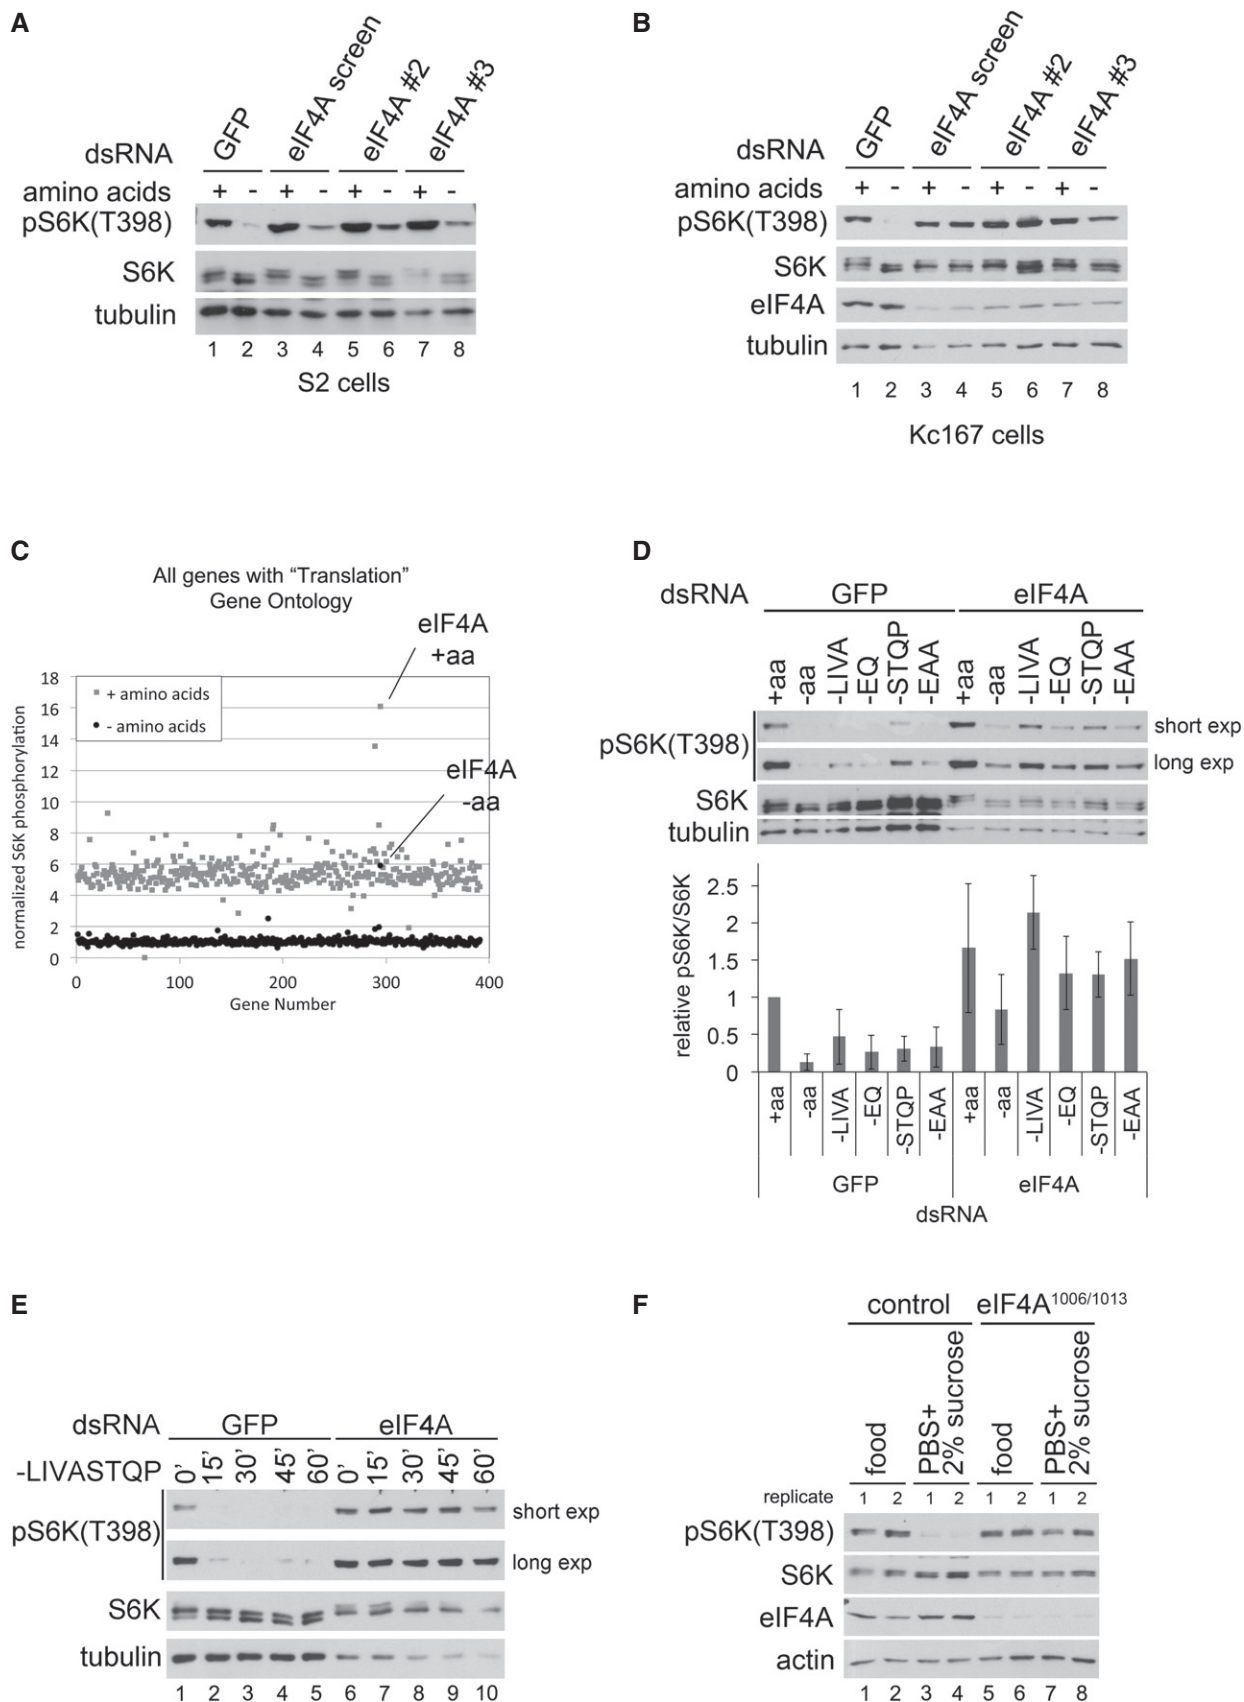 A
dsRNA
GFP
eIF4A screen
eIF4A #2
eIF4A #3
amino acids + - + - + - + -
pS6K(T398)
S6K
tubulin
1 2 3 4 5 6 7 8
S2 cells
B
dsRNA
GFP
eIF4A screen
eIF4A #2
eIF4A #3
amino acids + - + - + - + -
pS6K(T398)
S6K
eIF4A
tubulin
1 2 3 4 5 6 7 8
Kc167 cells
C
All genes with “Translation”
Gene Ontology
eIF4A
+aa
eIF4A
-aa
+ amino acids
- amino acids
normalized S6K phosphorylation
18
16
14
12
10
8
6
4
2
0
0 100 200 300 400
Gene Number
D
dsRNA GFP eIF4A
+aa -aa -LIVA -EQ -STQP -EAA +aa -aa -LIVA -EQ -STQP -EAA
pS6K(T398)
short exp
long exp
S6K
tubulin
relative pS6K/S6K
2.5
2
1.5
1
0.5
0
+aa -aa -LIVA -EQ -STQP -EAA +aa -aa -LIVA -EQ -STQP -EAA
GFP eIF4A
dsRNA
E
dsRNA GFP eIF4A
-LIVASTQP 0’ 15’ 30’ 45’ 60’ 0’ 15’ 30’ 45’ 60’
pS6K(T398)
short exp
long exp
S6K
tubulin
1 2 3 4 5 6 7 8 9 10
F
control eIF4A1006/1013
food
PBS+
2% sucrose
food
PBS+
2% sucrose
replicate 1 2 1 2 1 2 1 2
pS6K(T398)
S6K
eIF4A
actin
1 2 3 4 5 6 7 8